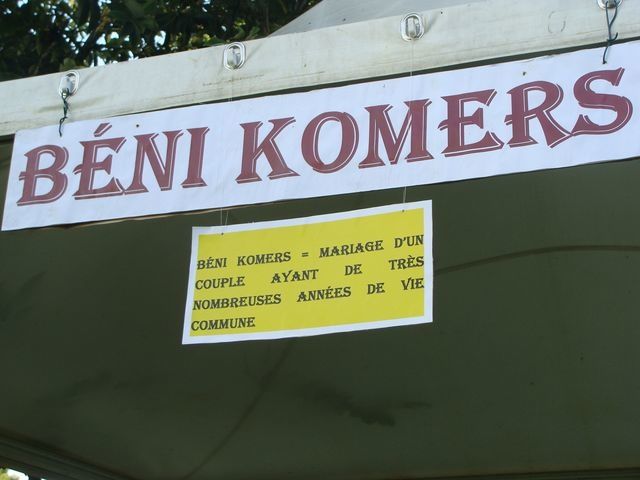 BÉNI KOMERS
BÉNI KOMERS = MARIAGE D'UN
COUPLE AYANT DE TRÈS
NOMBREUSES ANNÉES DE VIE
COMMUNE